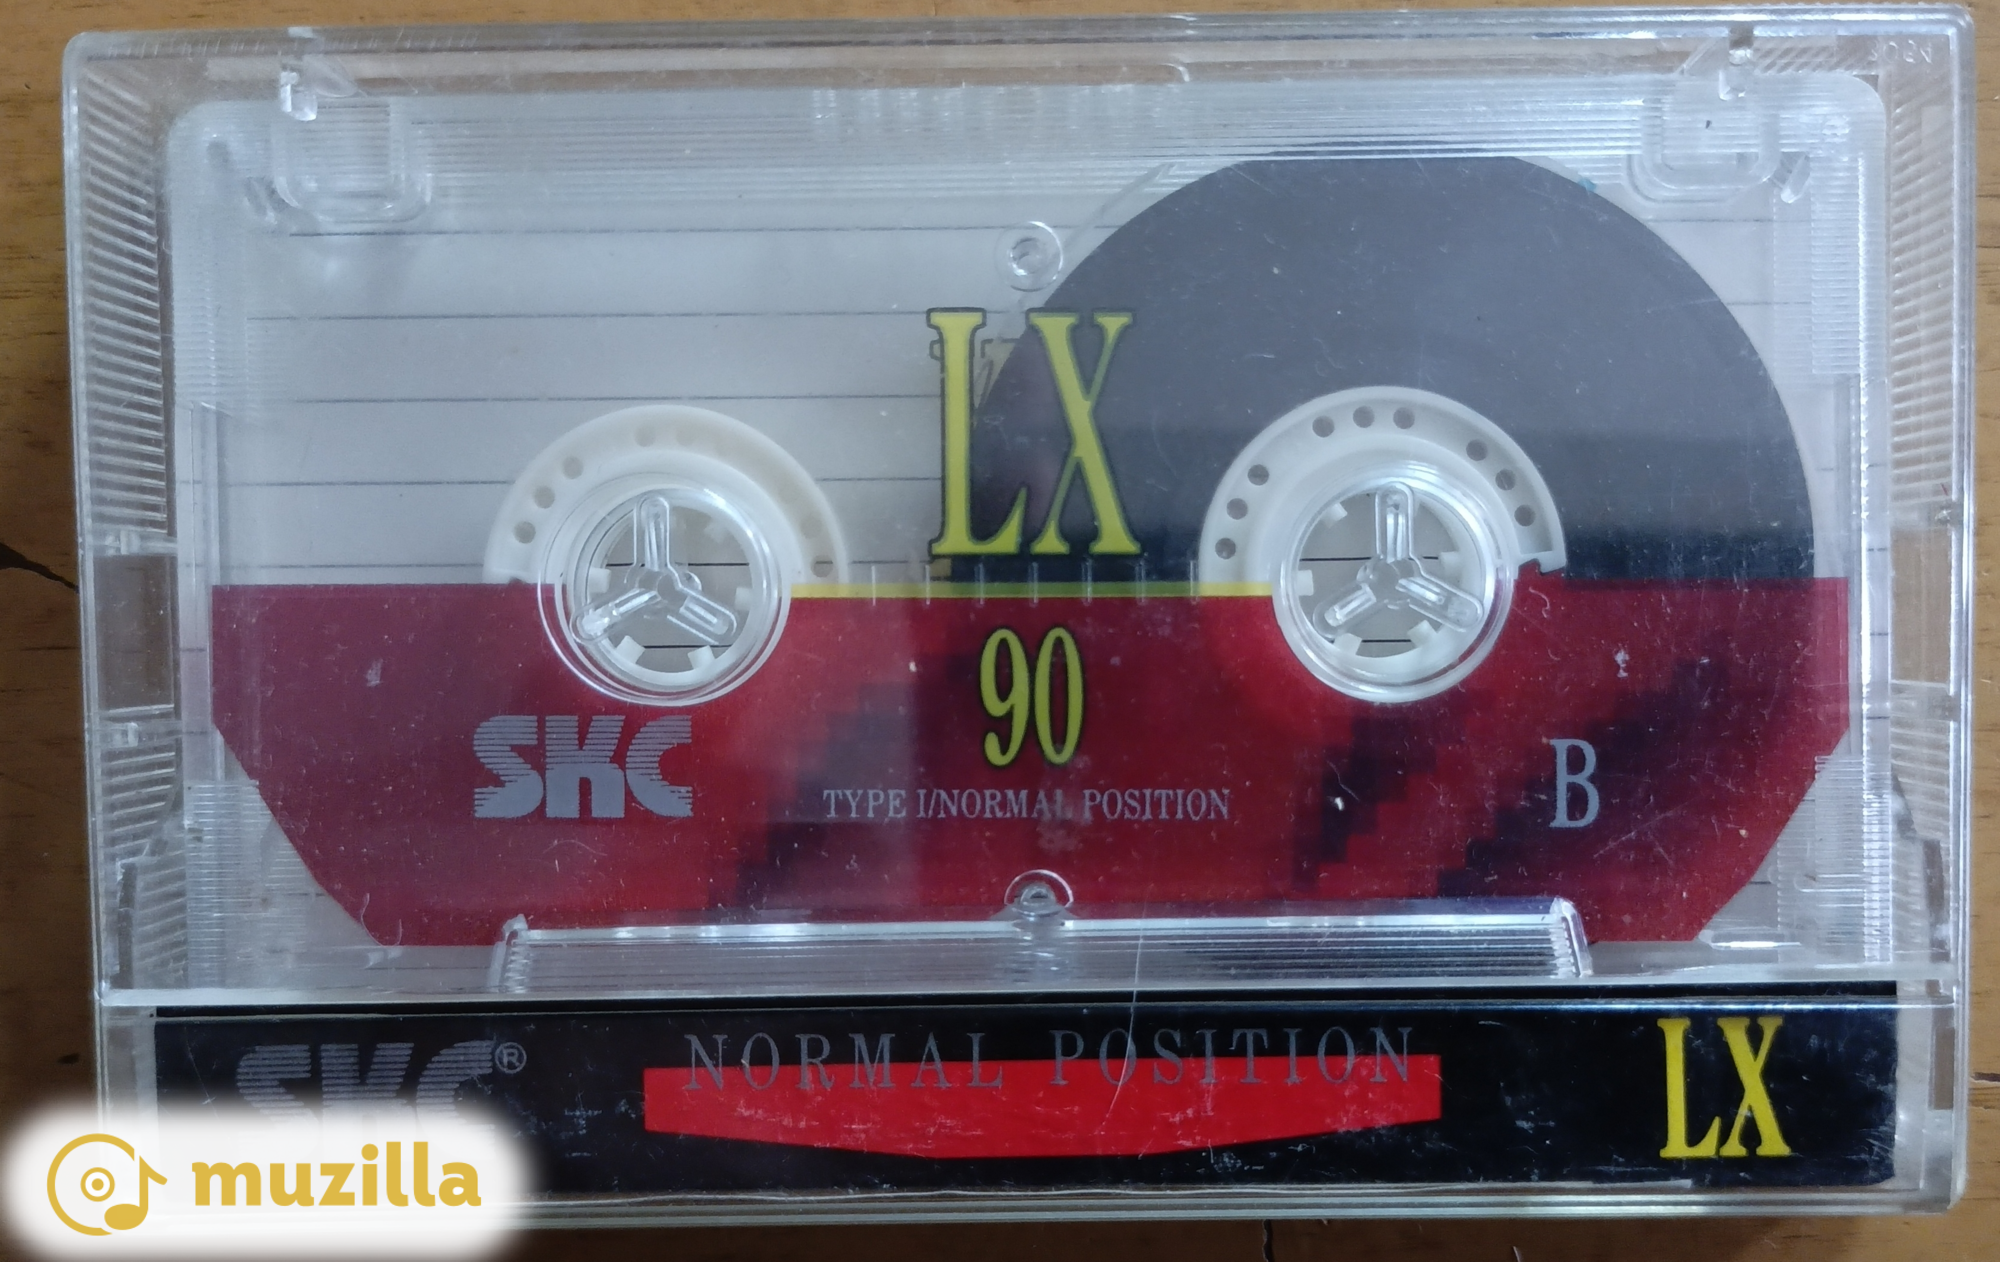 LX
90
SKC
TYPE I/NORMAL POSITION
B
SKC®
NORMAL POSITION
LX
muzilla